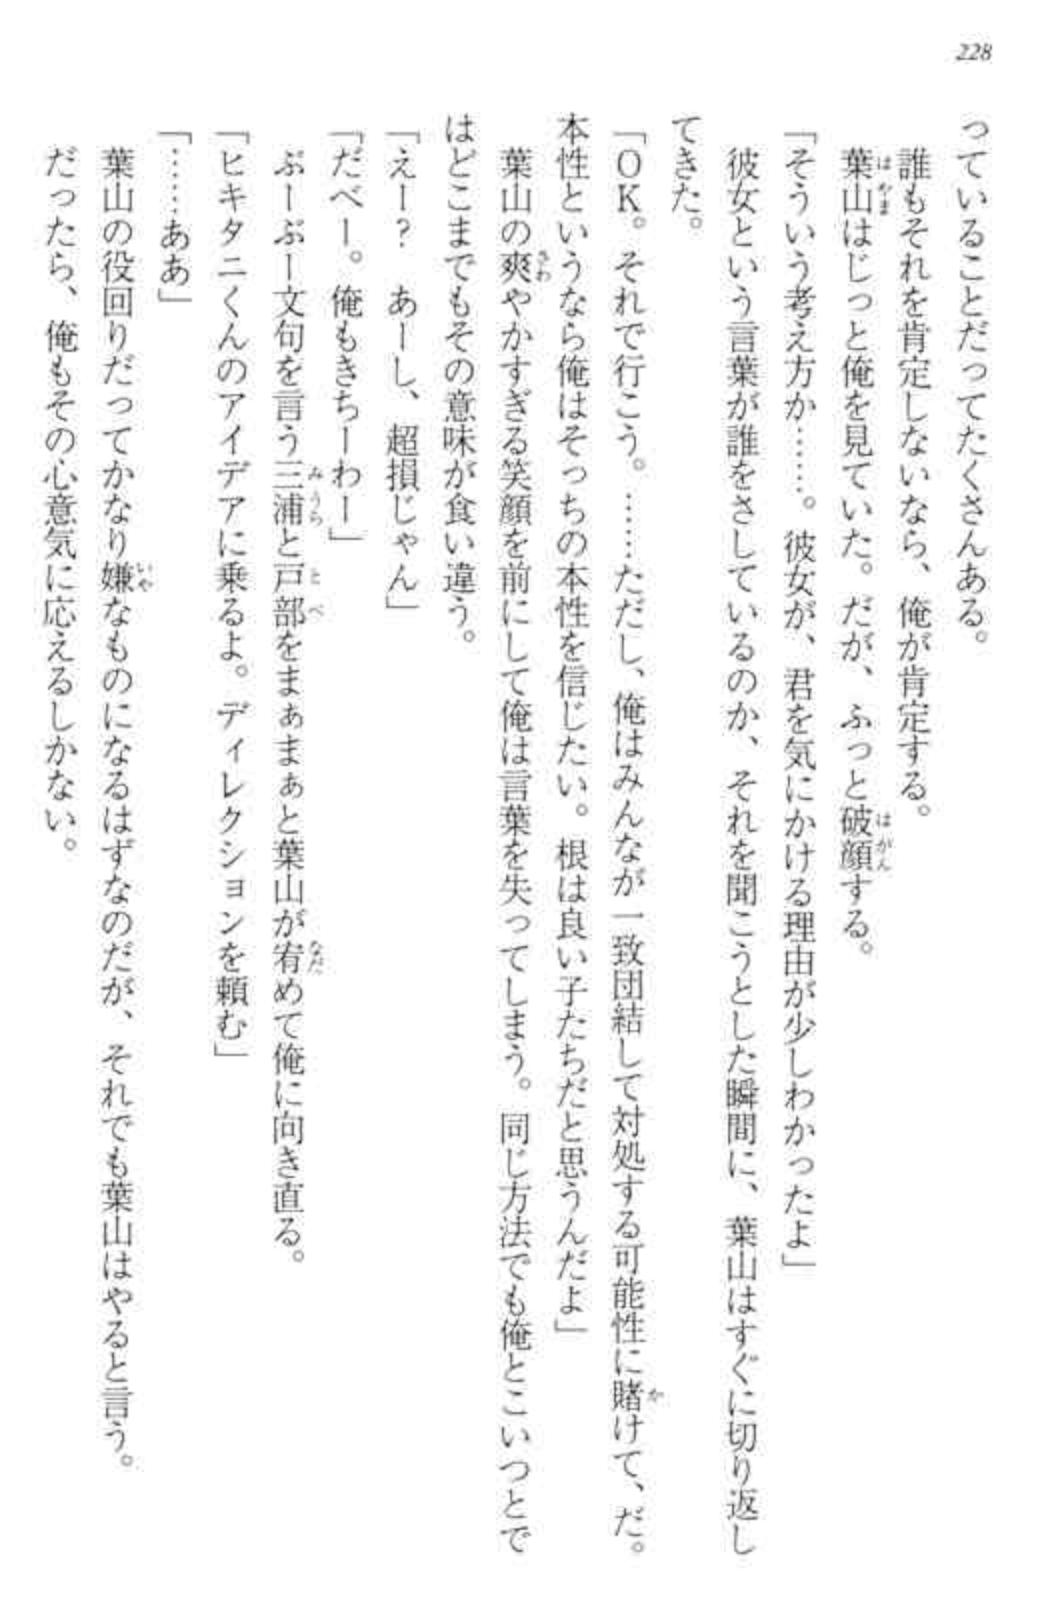 228
っていることだってたくさんある。
誰もそれを肯定しないなら、俺が肯定する。
葉山はじっと俺を見ていた。だが、ふっと破顔する。
「そういう考え方か……。彼女が、君を気にかける理由が少しわかったよ」
彼女という言葉が誰をさしているのか、それを聞こうとした瞬間に、葉山はすぐに切り返し
てきた。
「OK。それで行こう。……ただし、俺はみんなが一致団結して対処する可能性に賭けて、だ。
本性というなら俺はそっちの本性を信じたい。根は良い子たちだと思うんだよ」
葉山の爽やかすぎる笑顔を前にして俺は言葉を失ってしまう。同じ方法でも俺とこいつとで
はどこまでもその意味が食い違う。
「えー？　あーし、超損じゃん」
「だべー。俺もきちーわー」
ぷーぷー文句を言う三浦と戸部をまぁまぁと葉山が宥めて俺に向き直る。
「ヒキタニくんのアイデアに乗るよ。ディレクションを頼む」
「……ああ」
葉山の役回りだってかなり嫌なものになるはずなのだが、それでも葉山はやると言う。
だったら、俺もその心意気に応えるしかない。